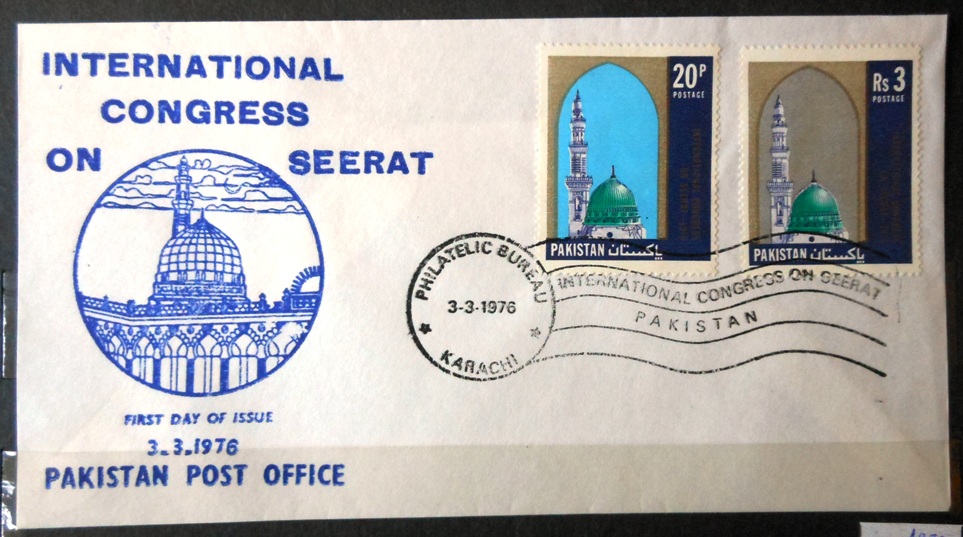 INTERNATIONAL
CONGRESS
ON SEERAT
FIRST DAY OF ISSUE
3.3.1976
PAKISTAN POST OFFICE
20P
POSTAGE
PAKISTAN پاکستان
Rs 3
POSTAGE
PAKISTAN پاکستان
PHILATELIC BUREAU
3-3-1976
KARACHI
INTERNATIONAL CONGRESS ON SEERAT
PAKISTAN